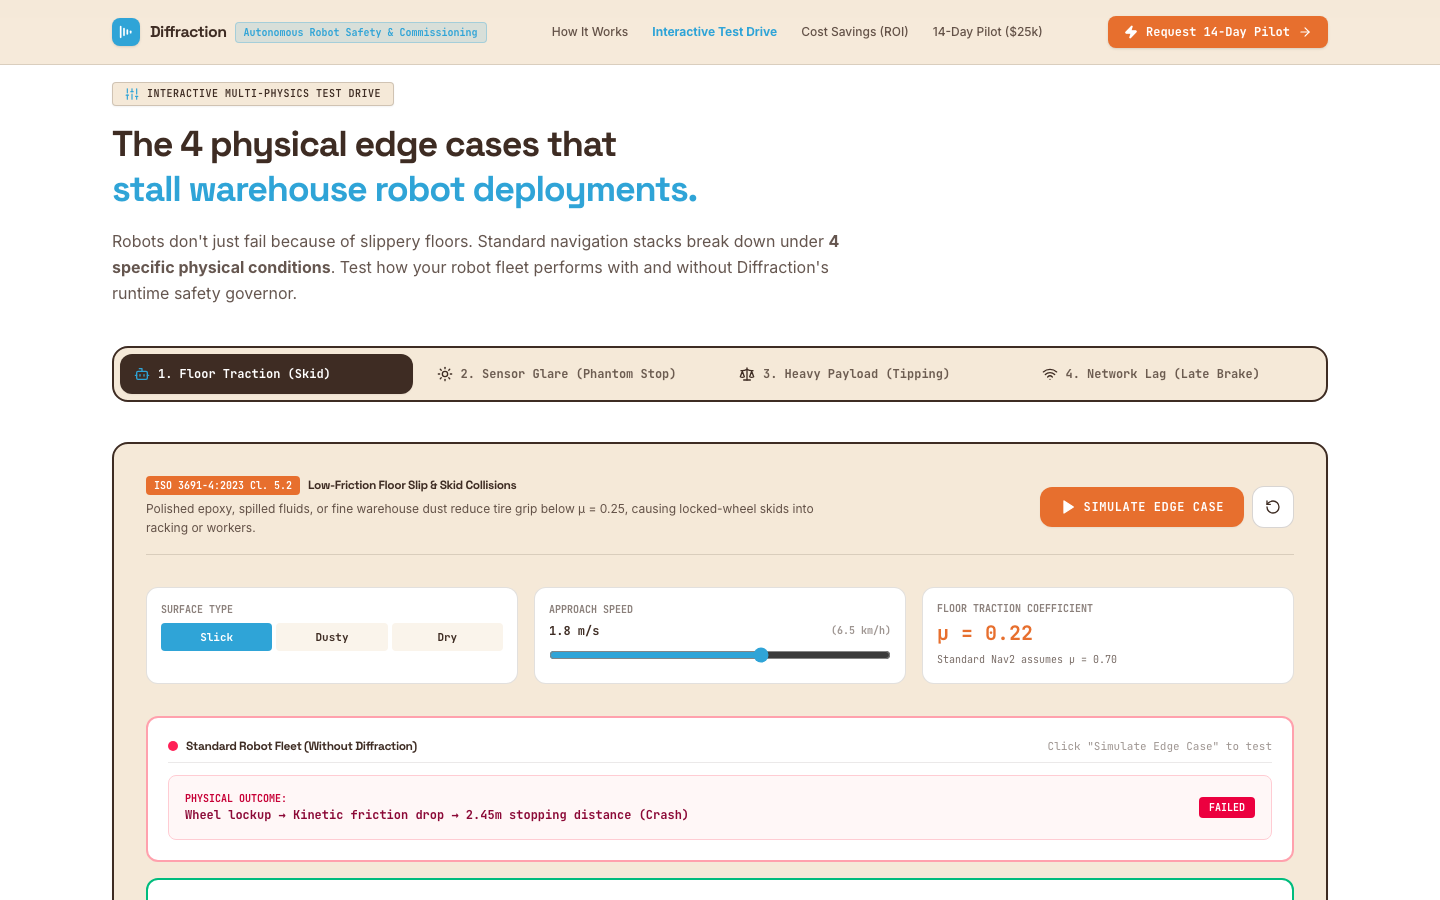 Diffraction
Autonomous Robot Safety & Commissioning
How It Works
Interactive Test Drive
Cost Savings (ROI)
14-Day Pilot ($25k)
Request 14-Day Pilot →
INTERACTIVE MULTI-PHYSICS TEST DRIVE
The 4 physical edge cases that
stall warehouse robot deployments.
Robots don't just fail because of slippery floors. Standard navigation stacks break down under 4
specific physical conditions. Test how your robot fleet performs with and without Diffraction's
runtime safety governor.
1. Floor Traction (Skid)
2. Sensor Glare (Phantom Stop)
3. Heavy Payload (Tipping)
4. Network Lag (Late Brake)
ISO 3691-4:2023 Cl. 5.2
Low-Friction Floor Slip & Skid Collisions
Polished epoxy, spilled fluids, or fine warehouse dust reduce tire grip below μ = 0.25, causing locked-wheel skids into
racking or workers.
SIMULATE EDGE CASE
SURFACE TYPE
Slick
Dusty
Dry
APPROACH SPEED
1.8 m/s
(6.5 km/h)
FLOOR TRACTION COEFFICIENT
μ = 0.22
Standard Nav2 assumes μ = 0.70
Standard Robot Fleet (Without Diffraction)
Click "Simulate Edge Case" to test
PHYSICAL OUTCOME:
Wheel lockup → Kinetic friction drop → 2.45m stopping distance (Crash)
FAILED